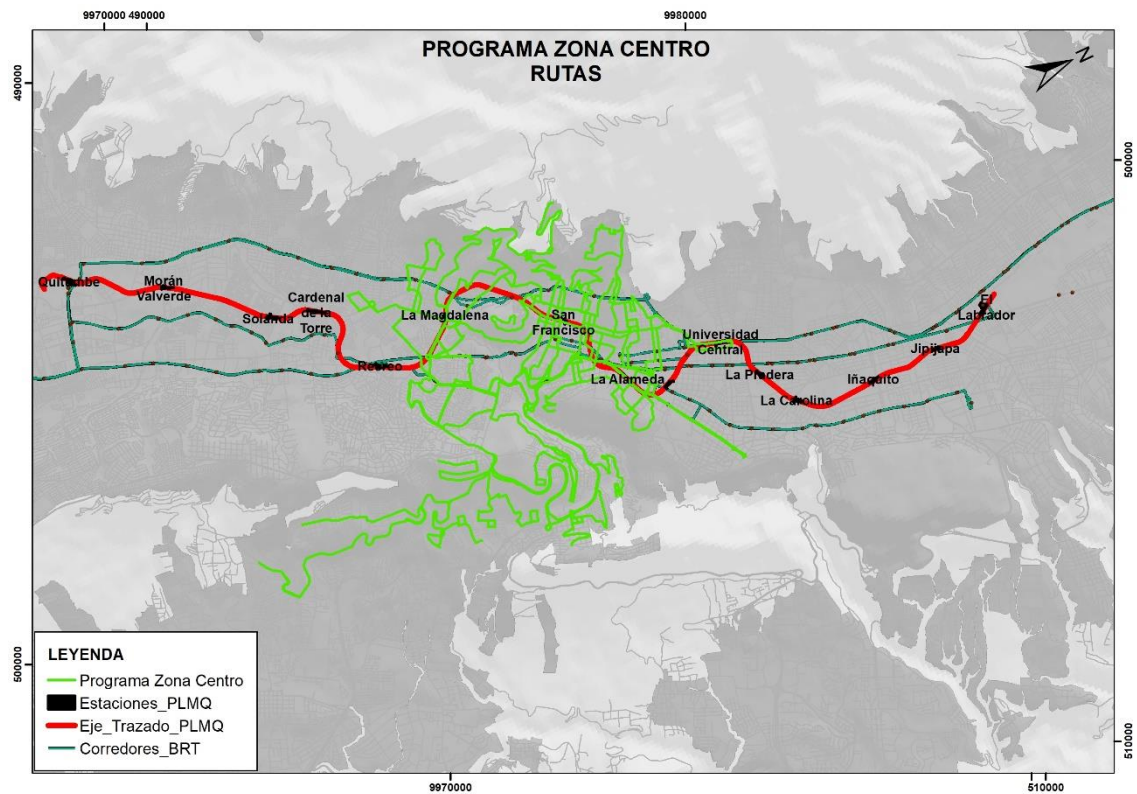 9970000 490000
9980000
PROGRAMA ZONA CENTRO
RUTAS
N
490000
500000
Quitumbe
Morán
Valverde
Solanda
Cardenal
de la
Torre
Recreo
La Magdalena
San
Francisco
La Alameda
Universidad
Central
La Pradera
La Carolina
Iñaquito
Jipijapa
El
Labrador
500000
510000
LEYENDA
Programa Zona Centro
Estaciones_PLMQ
Eje_Trazado_PLMQ
Corredores_BRT
9970000
510000